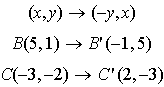 (x, y) → (−y, x)
B(5, 1) → B′(−1, 5)
C(−3, −2) → C′(2, −3)